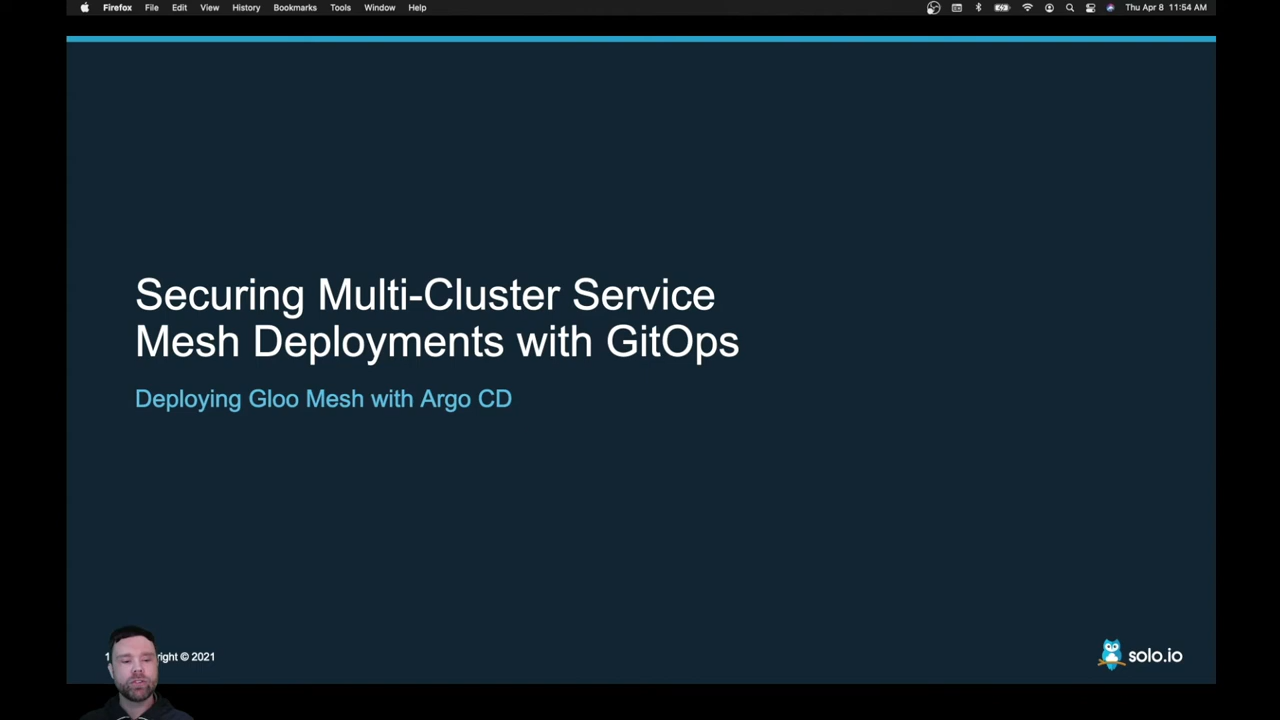 Firefox File Edit View History Bookmarks Tools Window Help Thu Apr 8 11:54 AM
Securing Multi-Cluster Service
Mesh Deployments with GitOps
Deploying Gloo Mesh with Argo CD
1 right © 2021
solo.io